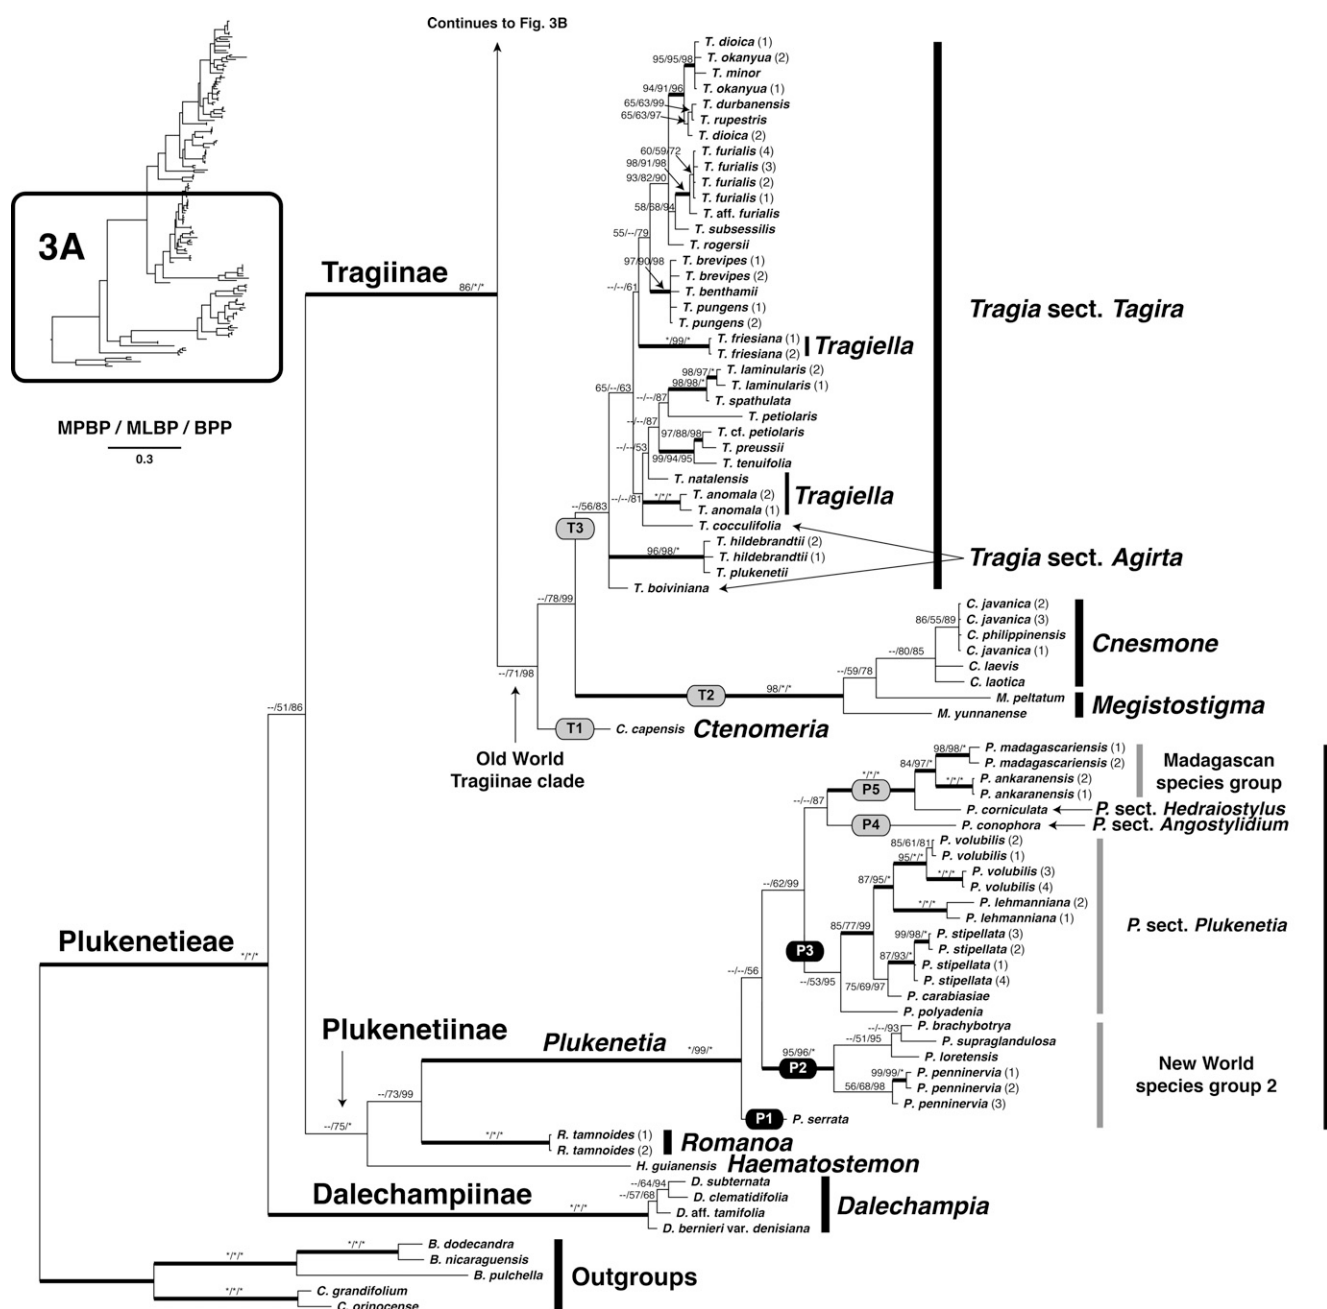 Continues to Fig. 3B
3A
MPBP / MLBP / BPP
0.3
Tragiinae
86/*/*
T. dioica (1)
T. okanyua (2)
T. minor
T. okanyua (1)
T. durbanensis
T. rupestris
T. dioica (2)
T. furialis (4)
T. furialis (3)
T. furialis (2)
T. furialis (1)
T. aff. furialis
T. subsessilis
T. rogersii
T. brevipes (1)
T. brevipes (2)
T. benthamii
T. pungens (1)
T. pungens (2)
T. friesiana (1)
T. friesiana (2)
Tragiella
T. laminularis (2)
T. laminularis (1)
T. spathulata
T. petiolaris
T. cf. petiolaris
T. preussii
T. tenuifolia
T. natalensis
T. anomala (2)
T. anomala (1)
Tragiella
T. cocculifolia
T. hildebrandtii (2)
T. hildebrandtii (1)
T. plukenetii
T. boiviniana
95/95/98
94/91/96
65/63/99
65/63/97
60/59/72
98/91/98
93/82/90
58/68/94
55/--/79
97/90/98
--/--/61
*/99/*
98/97/*
98/98/*
65/--/63
--/--/87
--/--/87
97/88/98
99/94/95
--/--/53
--/--/81
*/*/*
--/56/83
96/98/*
T3
Tragia sect. Tagira
Tragia sect. Agirta
--/78/99
--/71/98
T2
98/*/*
--/59/78
--/80/85
86/55/89
C. javanica (2)
C. javanica (3)
C. philippinensis
C. javanica (1)
C. laevis
C. laotica
M. peltatum
M. yunnanense
Cnesmone
Megistostigma
T1
C. capensis
Ctenomeria
Old World
Tragiinae clade
--/51/86
Plukenetieae
*/*/*
Plukenetiinae
--/75/*
--/73/99
Plukenetia
*/99/*
--/--/56
--/62/99
--/--/87
*/*/*
P5
84/97/*
98/98/*
*/*/*
P. madagascariensis (1)
P. madagascariensis (2)
P. ankaranensis (2)
P. ankaranensis (1)
Madagascan
species group
P. corniculata
P. sect. Hedraiostylus
P4
P. conophora
P. sect. Angostylidium
P3
--/53/95
85/77/99
87/95/*
95/*/*
85/61/81
*/*/*
*/*/*
99/98/*
87/93/*
75/69/97
P. volubilis (2)
P. volubilis (1)
P. volubilis (3)
P. volubilis (4)
P. lehmanniana (2)
P. lehmanniana (1)
P. stipellata (3)
P. stipellata (2)
P. stipellata (1)
P. stipellata (4)
P. carabiasiae
P. polyadenia
P. sect. Plukenetia
P2
95/96/*
--/51/95
--/--/93
99/99/*
56/68/98
P. brachybotrya
P. supraglandulosa
P. loretensis
P. penninervia (1)
P. penninervia (2)
P. penninervia (3)
New World
species group 2
P1
P. serrata
*/*/*
R. tamnoides (1)
R. tamnoides (2)
Romanoa
H. guianensis
Haematostemon
Dalechampiinae
*/*/*
--/64/94
--/57/68
D. subternata
D. clematidifolia
D. aff. tamifolia
D. bernieri var. denisiana
Dalechampia
*/*/*
*/*/*
*/*/*
B. dodecandra
B. nicaraguensis
B. pulchella
C. grandifolium
C. orinocense
Outgroups